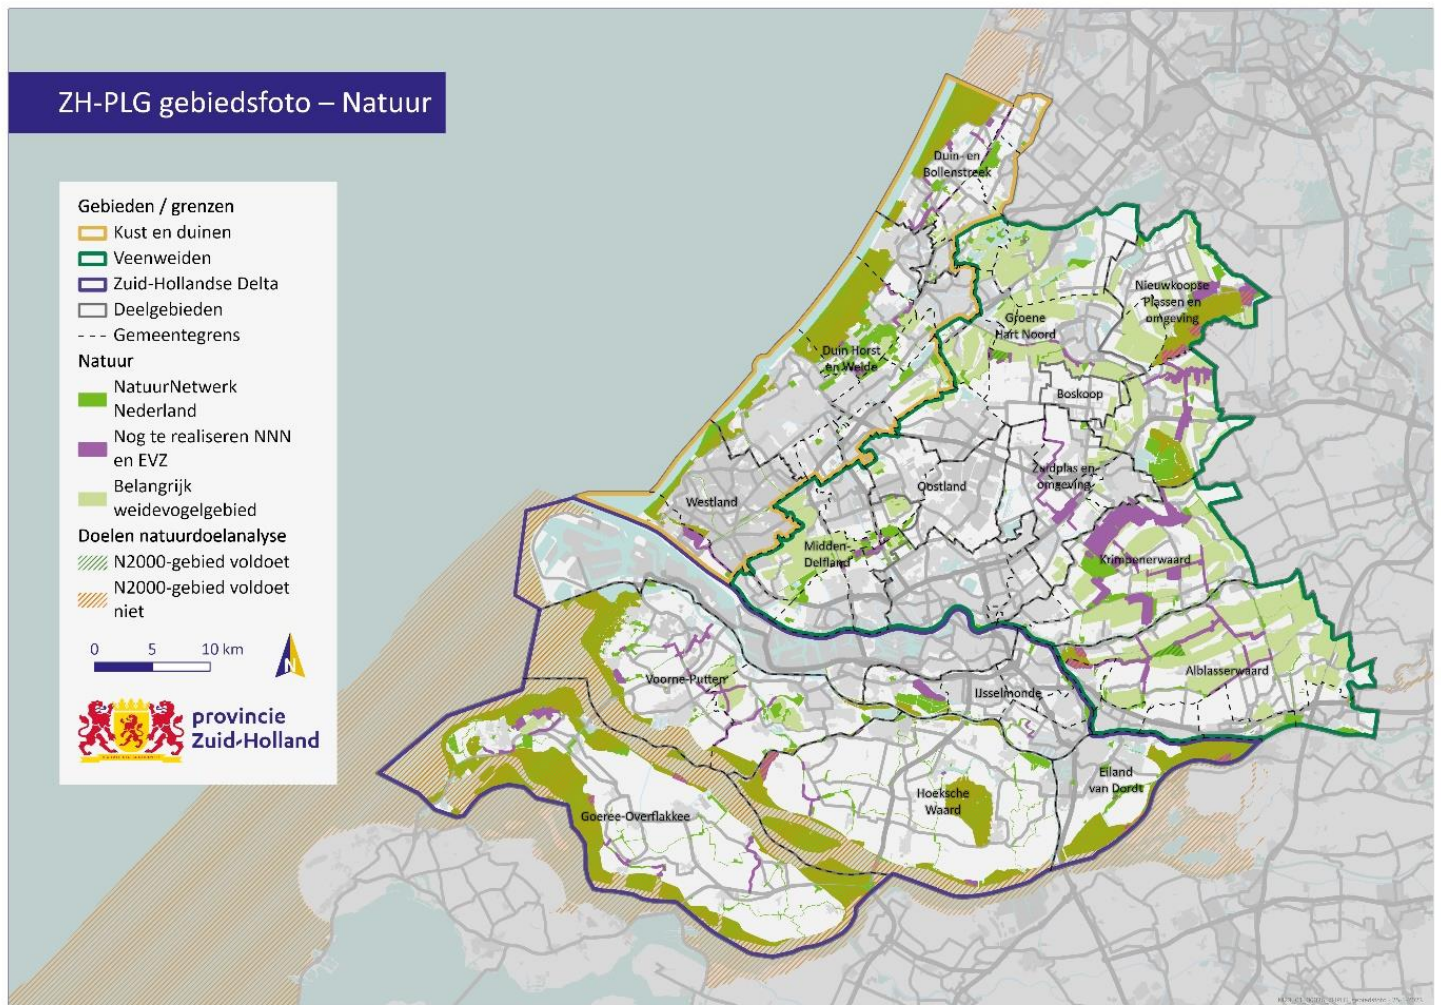 ZH-PLG gebiedsfoto – Natuur
Gebieden / grenzen
Kust en duinen
Veenweiden
Zuid-Hollandse Delta
Deelgebieden
Gemeentegrens
Natuur
NatuurNetwerk
Nederland
Nog te realiseren NNN
en EVZ
Belangrijk
weidevogelgebied
Doelen natuurdoelanalyse
N2000-gebied voldoet
N2000-gebied voldoet
niet
0 5 10 km
N
provincie
Zuid-Holland
Duin- en
Bollenstreek
Nieuwkoopse
Plassen en
omgeving
Groene
Hart Noord
Duin Horst
en Weide
Boskoop
Zuidplas en
omgeving
Oostland
Westland
Midden-
Delfland
Krimpenerwaard
Alblasserwaard
Voorne-Putten
IJsselmonde
Eiland
van Dordt
Hoeksche
Waard
Goeree-Overflakkee